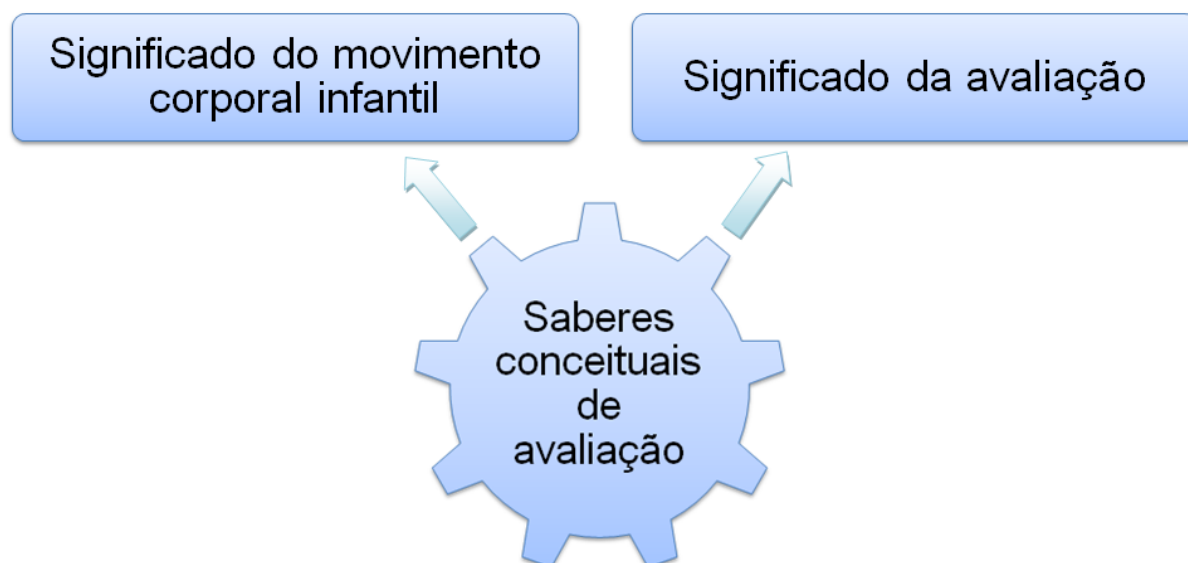 Significado do movimento
corporal infantil
Significado da avaliação
Saberes
conceituais
de
avaliação